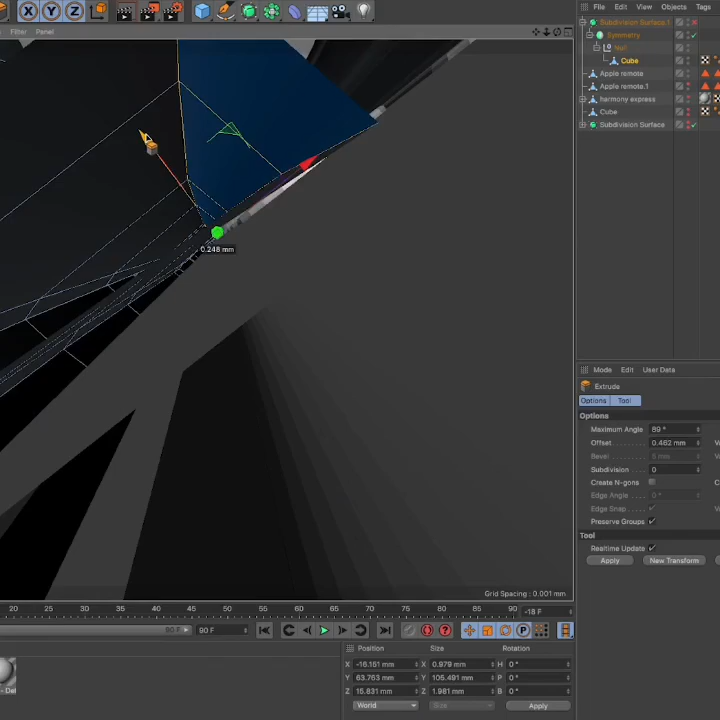 File Edit View Objects Tags
Filter Panel
Subdivision Surface.1
Symmetry
Null
Cube
Apple remote
Apple remote.1
harmony express
Cube
Subdivision Surface
0.248 mm
Mode Edit User Data
Extrude
Options Tool
Options
Maximum Angle 89 °
Offset 0.462 mm
Bevel 5 mm
Subdivision 0
Create N-gons
Edge Angle 0 °
Edge Snap
Preserve Groups
Tool
Realtime Update
Apply New Transform
Grid Spacing : 0.001 mm
20 25 30 35 40 45 50 55 60 65 70 75 80 85 90 -18 F
90 F 90 F
Position Size Rotation
X -16.151 mm X 0.979 mm H 0 °
Y 63.763 mm Y 105.491 mm P 0 °
Z 15.831 mm Z 1.981 mm B 0 °
World Size Apply